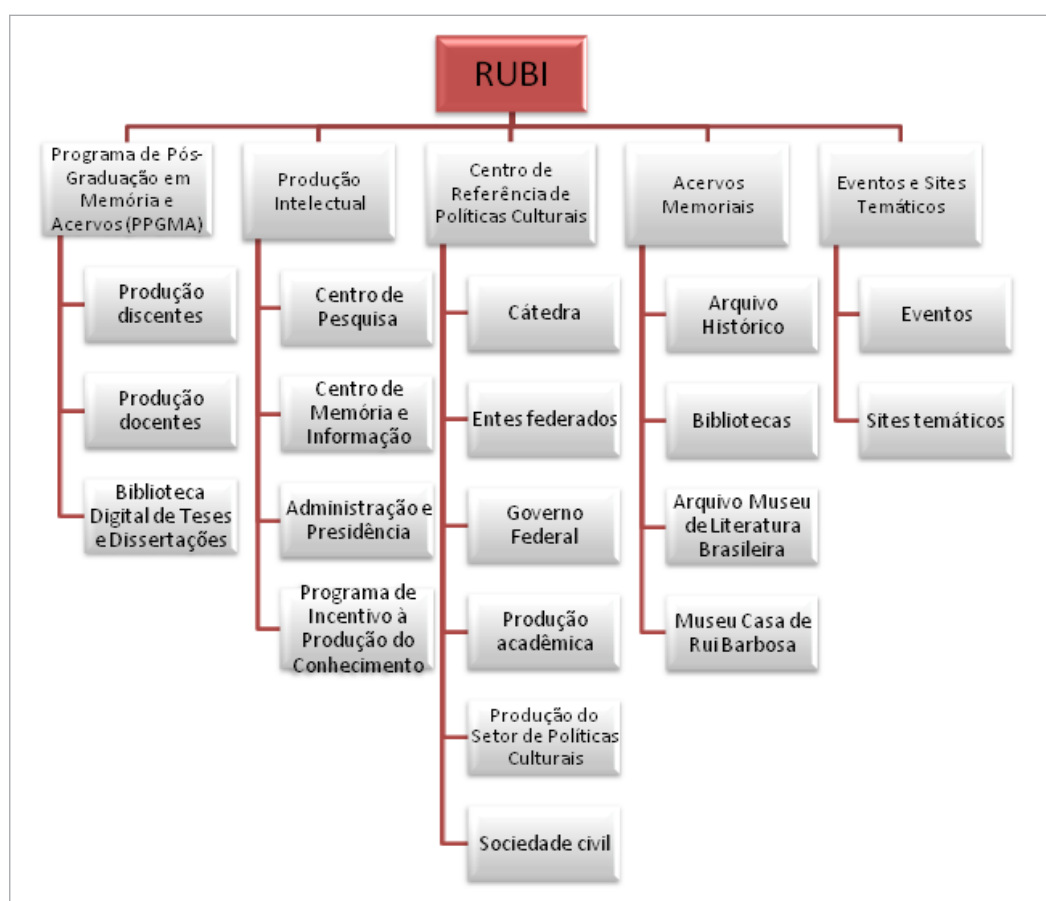 RUBI
Programa de Pós-
Graduação em
Memória e
Acervos (PPGMA)
Produção
discentes
Produção
docentes
Biblioteca
Digital de Teses
e Dissertações
Produção
Intelectual
Centro de
Pesquisa
Centro de
Memória e
Informação
Administração e
Presidência
Programa de
Incentivo à
Produção do
Conhecimento
Centro de
Referência de
Políticas Culturais
Cátedra
Entes federados
Governo
Federal
Produção
acadêmica
Produção do
Setor de Políticas
Culturais
Sociedade civil
Acervos
Memoriais
Arquivo
Histórico
Bibliotecas
Arquivo Museu
de Literatura
Brasileira
Museu Casa de
Rui Barbosa
Eventos e Sites
Temáticos
Eventos
Sites temáticos